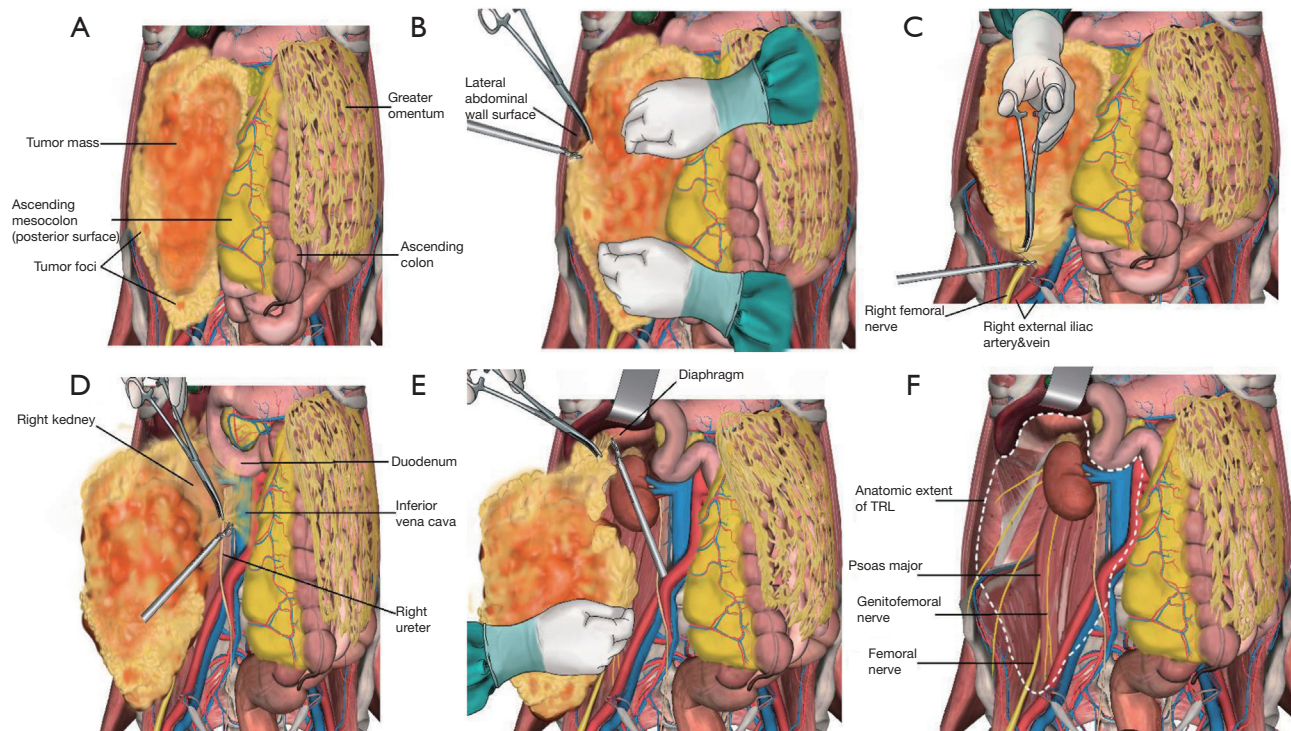 A
Tumor mass
Ascending
mesocolon
(posterior surface)
Tumor foci
Greater
omentum
Ascending
colon
B
Lateral
abdominal
wall surface
C
Right femoral
nerve
Right external iliac
artery&vein
D
Right kedney
Duodenum
Inferior
vena cava
Right
ureter
E
Diaphragm
F
Anatomic extent
of TRL
Psoas major
Genitofemoral
nerve
Femoral
nerve